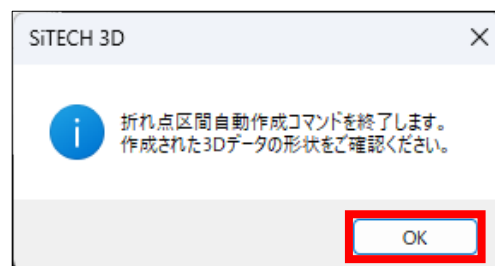 SiTECH 3D
折れ点区間自動作成コマンドを終了します。
作成された3Dデータの形状をご確認ください。
OK